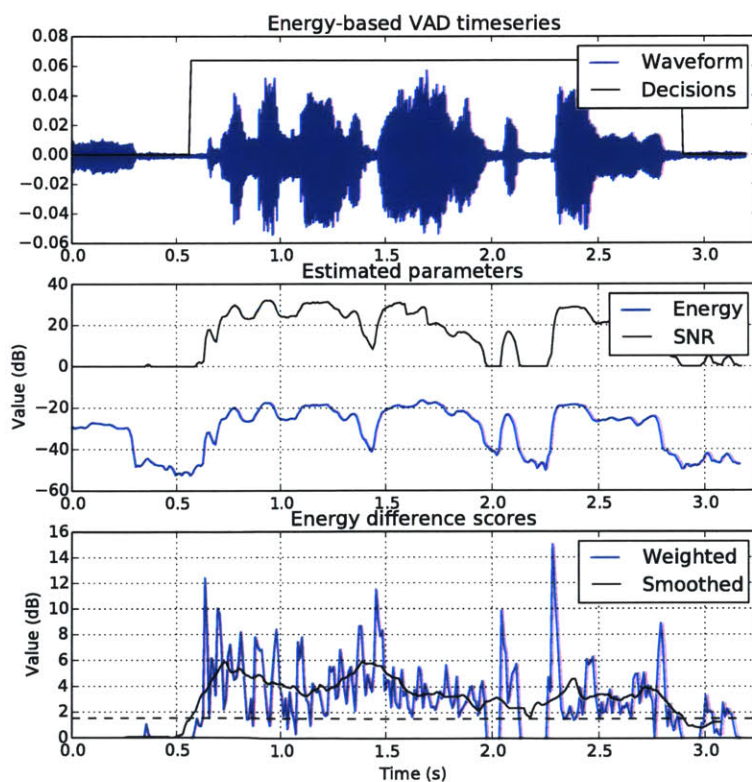 Energy-based VAD timeseries
0.08
0.06
0.04
0.02
0.00
−0.02
−0.04
−0.06
Waveform
Decisions
0.0 0.5 1.0 1.5 2.0 2.5 3.0
Estimated parameters
40
20
0
−20
−40
−60
Value (dB)
Energy
SNR
0.0 0.5 1.0 1.5 2.0 2.5 3.0
Energy difference scores
16
14
12
10
8
6
4
2
0
Value (dB)
Weighted
Smoothed
0.0 0.5 1.0 1.5 2.0 2.5 3.0
Time (s)